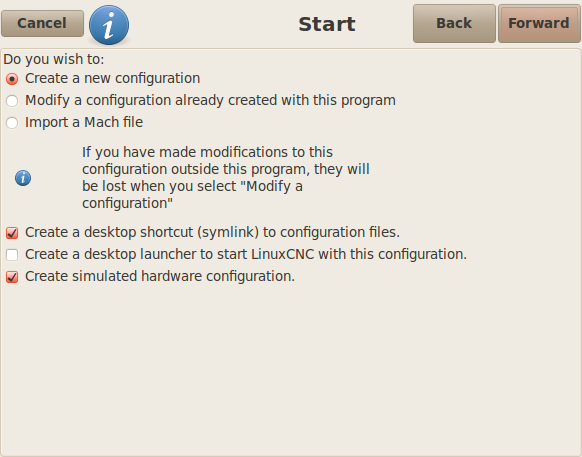 Cancel
Start
Back
Forward
Do you wish to:
Create a new configuration
Modify a configuration already created with this program
Import a Mach file
If you have made modifications to this
configuration outside this program, they will
be lost when you select "Modify a
configuration"
Create a desktop shortcut (symlink) to configuration files.
Create a desktop launcher to start LinuxCNC with this configuration.
Create simulated hardware configuration.